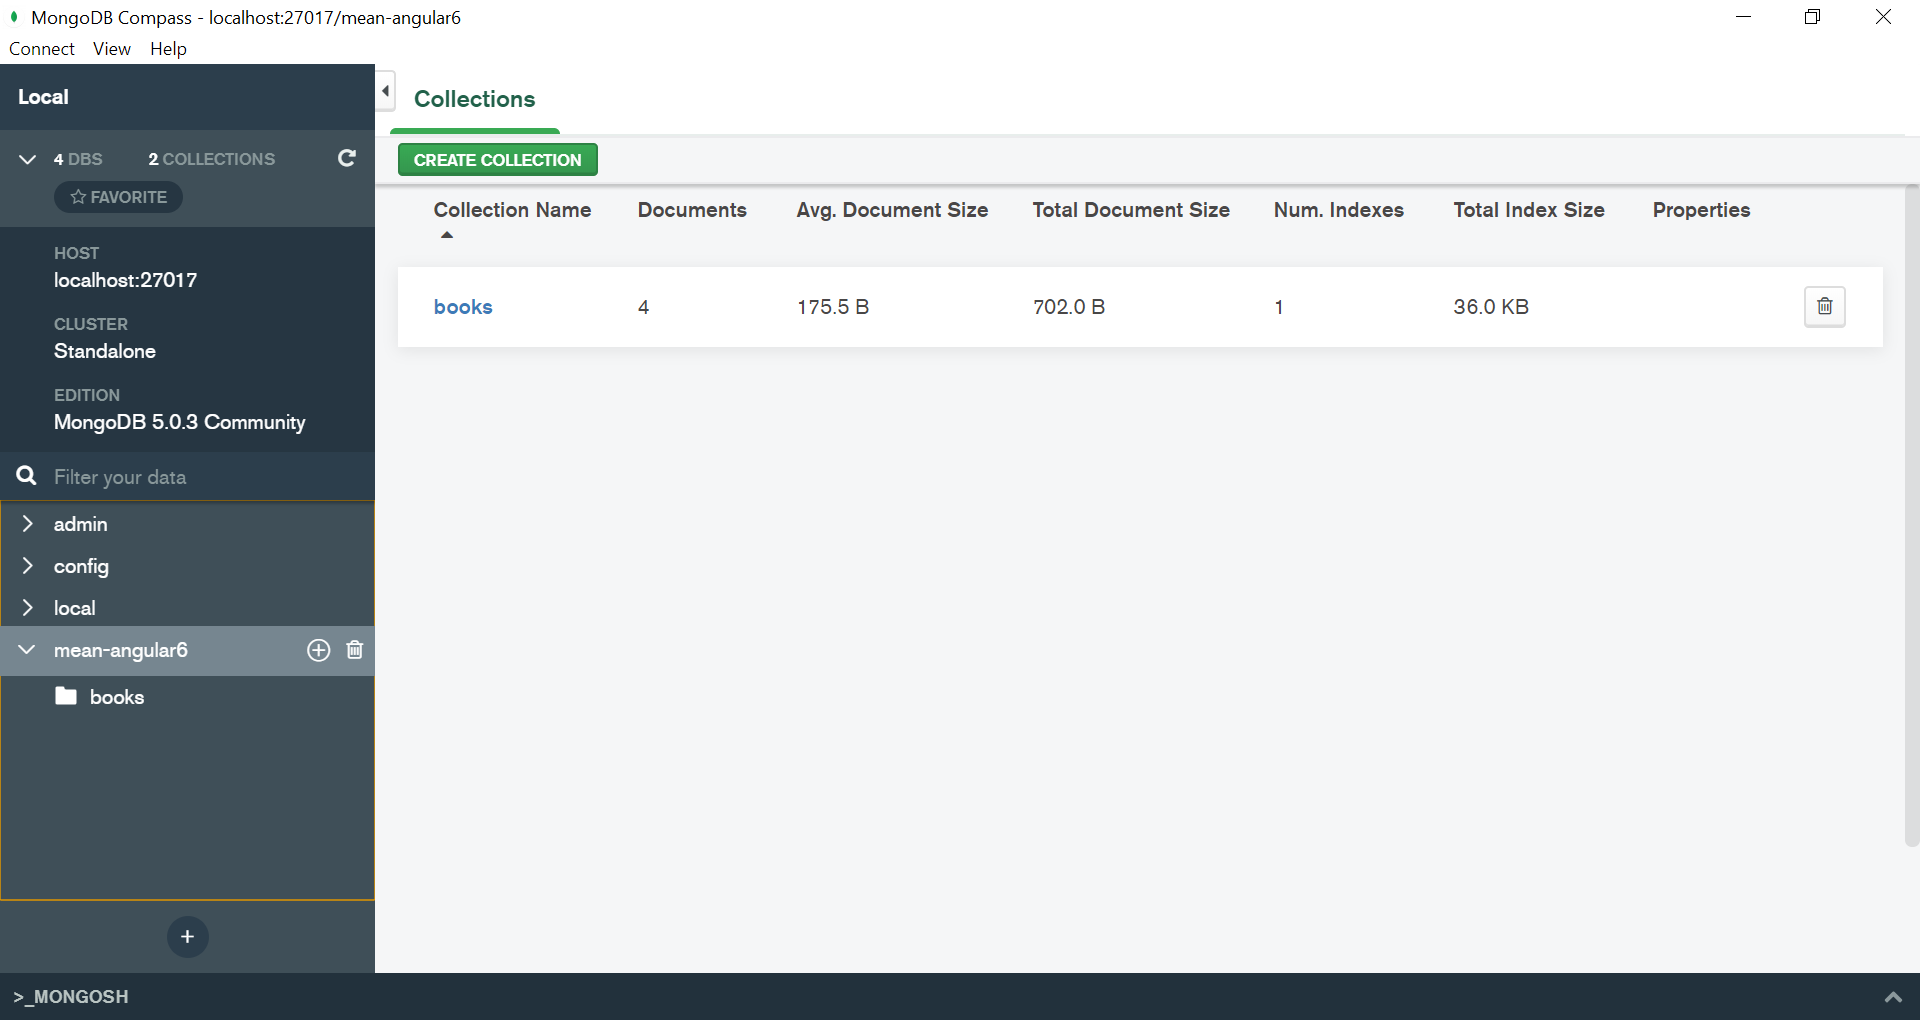 MongoDB Compass - localhost:27017/mean-angular6
Connect View Help
Local
4 DBS 2 COLLECTIONS
FAVORITE
HOST
localhost:27017
CLUSTER
Standalone
EDITION
MongoDB 5.0.3 Community
Filter your data
admin
config
local
mean-angular6
books
Collections
CREATE COLLECTION
Collection Name Documents Avg. Document Size Total Document Size Num. Indexes Total Index Size Properties
books 4 175.5 B 702.0 B 1 36.0 KB
>_MONGOSH